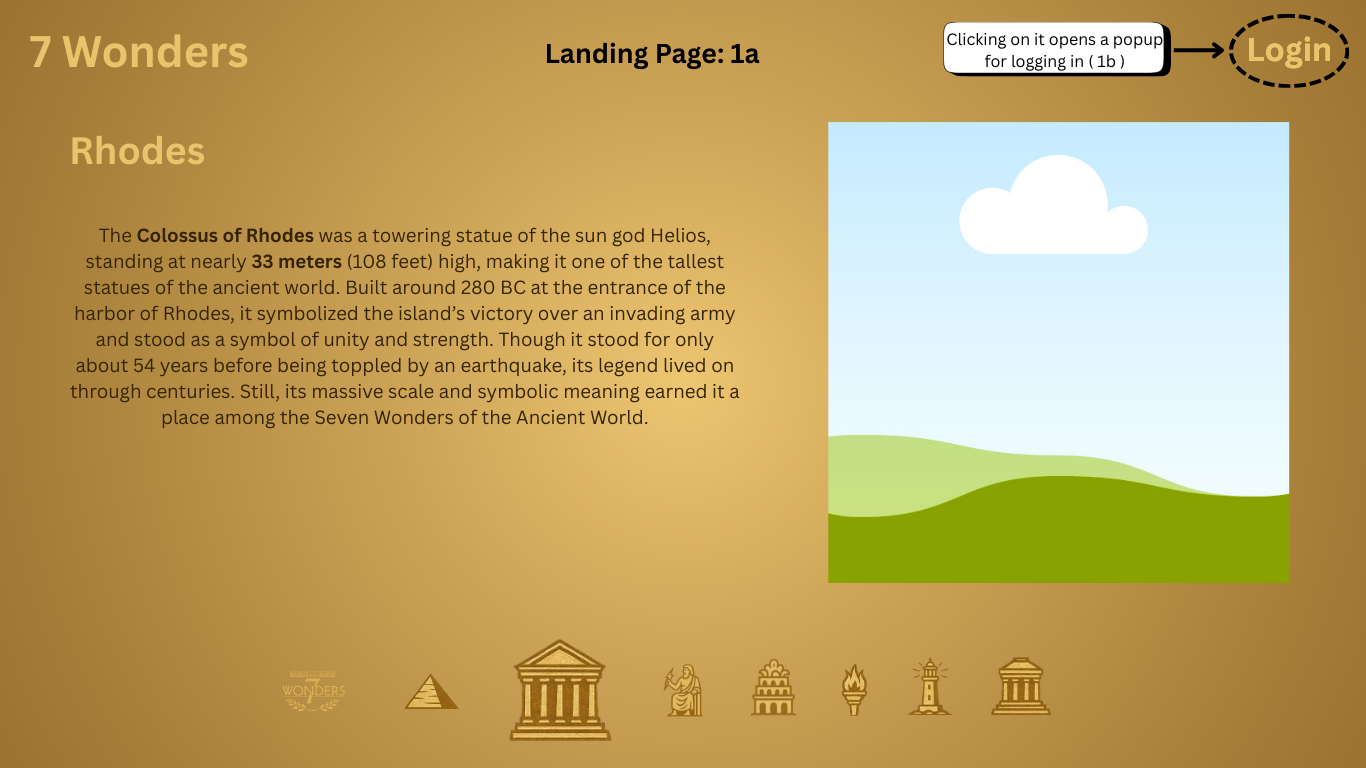 7 Wonders
Landing Page: 1a
Clicking on it opens a popup
for logging in ( 1b )
Login
Rhodes
The Colossus of Rhodes was a towering statue of the sun god Helios,
standing at nearly 33 meters (108 feet) high, making it one of the tallest
statues of the ancient world. Built around 280 BC at the entrance of the
harbor of Rhodes, it symbolized the island’s victory over an invading army
and stood as a symbol of unity and strength. Though it stood for only
about 54 years before being toppled by an earthquake, its legend lived on
through centuries. Still, its massive scale and symbolic meaning earned it a
place among the Seven Wonders of the Ancient World.
7
WONDERS